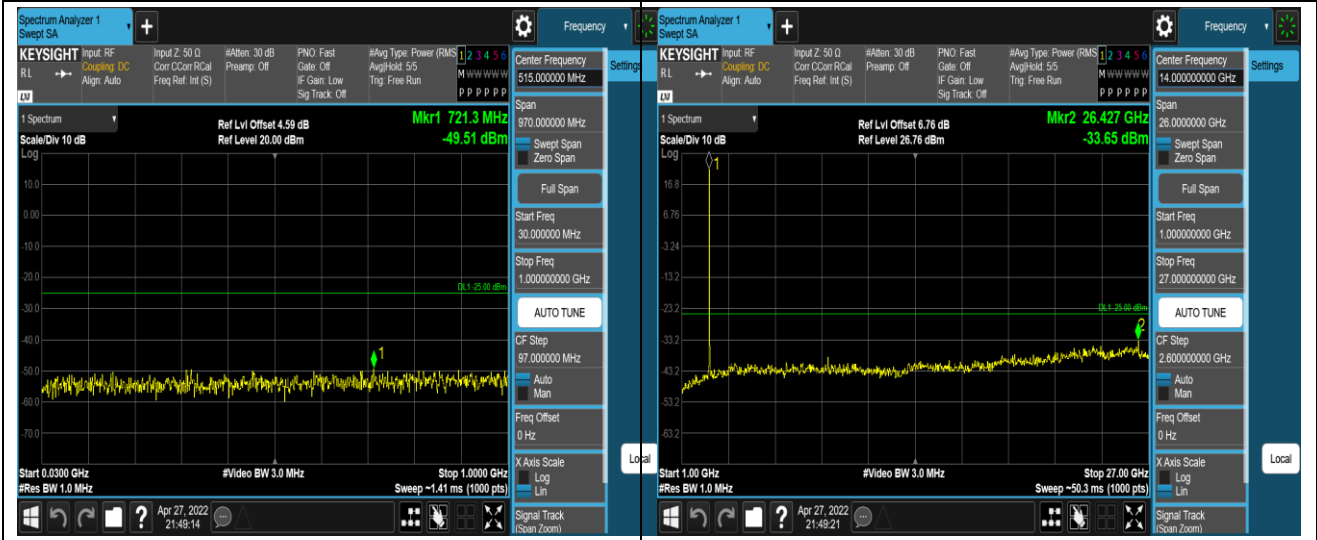 Spectrum Analyzer 1
Swept SA
Frequency
KEYSIGHT
RL
LXI
Input: RF
Coupling: DC
Align: Auto
Input Z: 50 Ω
Corr CCorr RCal
Freq Ref: Int (S)
#Atten: 30 dB
Preamp: Off
PNO: Fast
Gate: Off
IF Gain: Low
Sig Track: Off
#Avg Type: Power (RMS
Avg|Hold: 5/5
Trig: Free Run
1 2 3 4 5 6
M W W W W W
P P P P P P
1 Spectrum
Scale/Div 10 dB
Log
Ref Lvl Offset 4.59 dB
Ref Level 20.00 dBm
Mkr1 721.3 MHz
-49.51 dBm
10.0
0.00
-10.0
-20.0
-30.0
-40.0
-50.0
-60.0
-70.0
DL1 -25.00 dBm
1
Start 0.0300 GHz
#Res BW 1.0 MHz
#Video BW 3.0 MHz
Stop 1.0000 GHz
Sweep ~1.41 ms (1000 pts)
Apr 27, 2022
21:49:14
Center Frequency
515.000000 MHz
Span
970.000000 MHz
Swept Span
Zero Span
Full Span
Start Freq
30.000000 MHz
Stop Freq
1.000000000 GHz
AUTO TUNE
CF Step
97.000000 MHz
Auto
Man
Freq Offset
0 Hz
X Axis Scale
Log
Lin
Signal Track
(Span Zoom)
Settings
Local
Spectrum Analyzer 1
Swept SA
Frequency
KEYSIGHT
RL
LXI
Input: RF
Coupling: DC
Align: Auto
Input Z: 50 Ω
Corr CCorr RCal
Freq Ref: Int (S)
#Atten: 30 dB
Preamp: Off
PNO: Fast
Gate: Off
IF Gain: Low
Sig Track: Off
#Avg Type: Power (RMS
Avg|Hold: 5/5
Trig: Free Run
1 2 3 4 5 6
M W W W W W
P P P P P P
1 Spectrum
Scale/Div 10 dB
Log
Ref Lvl Offset 6.76 dB
Ref Level 26.76 dBm
Mkr2 26.427 GHz
-33.65 dBm
16.8
6.76
-3.24
-13.2
-23.2
-33.2
-43.2
-53.2
-63.2
DL1 -25.00 dBm
1
2
Start 1.00 GHz
#Res BW 1.0 MHz
#Video BW 3.0 MHz
Stop 27.00 GHz
Sweep ~50.3 ms (1000 pts)
Apr 27, 2022
21:49:21
Center Frequency
14.000000000 GHz
Span
26.0000000 GHz
Swept Span
Zero Span
Full Span
Start Freq
1.000000000 GHz
Stop Freq
27.000000000 GHz
AUTO TUNE
CF Step
2.600000000 GHz
Auto
Man
Freq Offset
0 Hz
X Axis Scale
Log
Lin
Signal Track
(Span Zoom)
Settings
Local